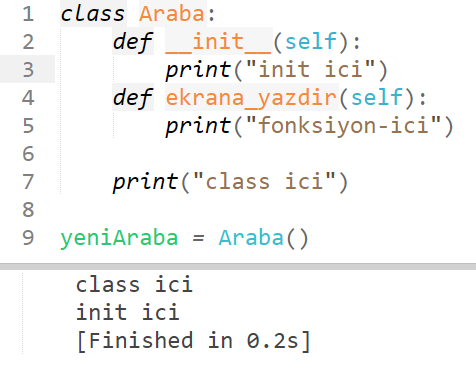 1 class Araba:
2     def __init__(self):
3         print("init ici")
4     def ekrana_yazdir(self):
5         print("fonksiyon-ici")
6
7     print("class ici")
8
9 yeniAraba = Araba()
class ici
init ici
[Finished in 0.2s]